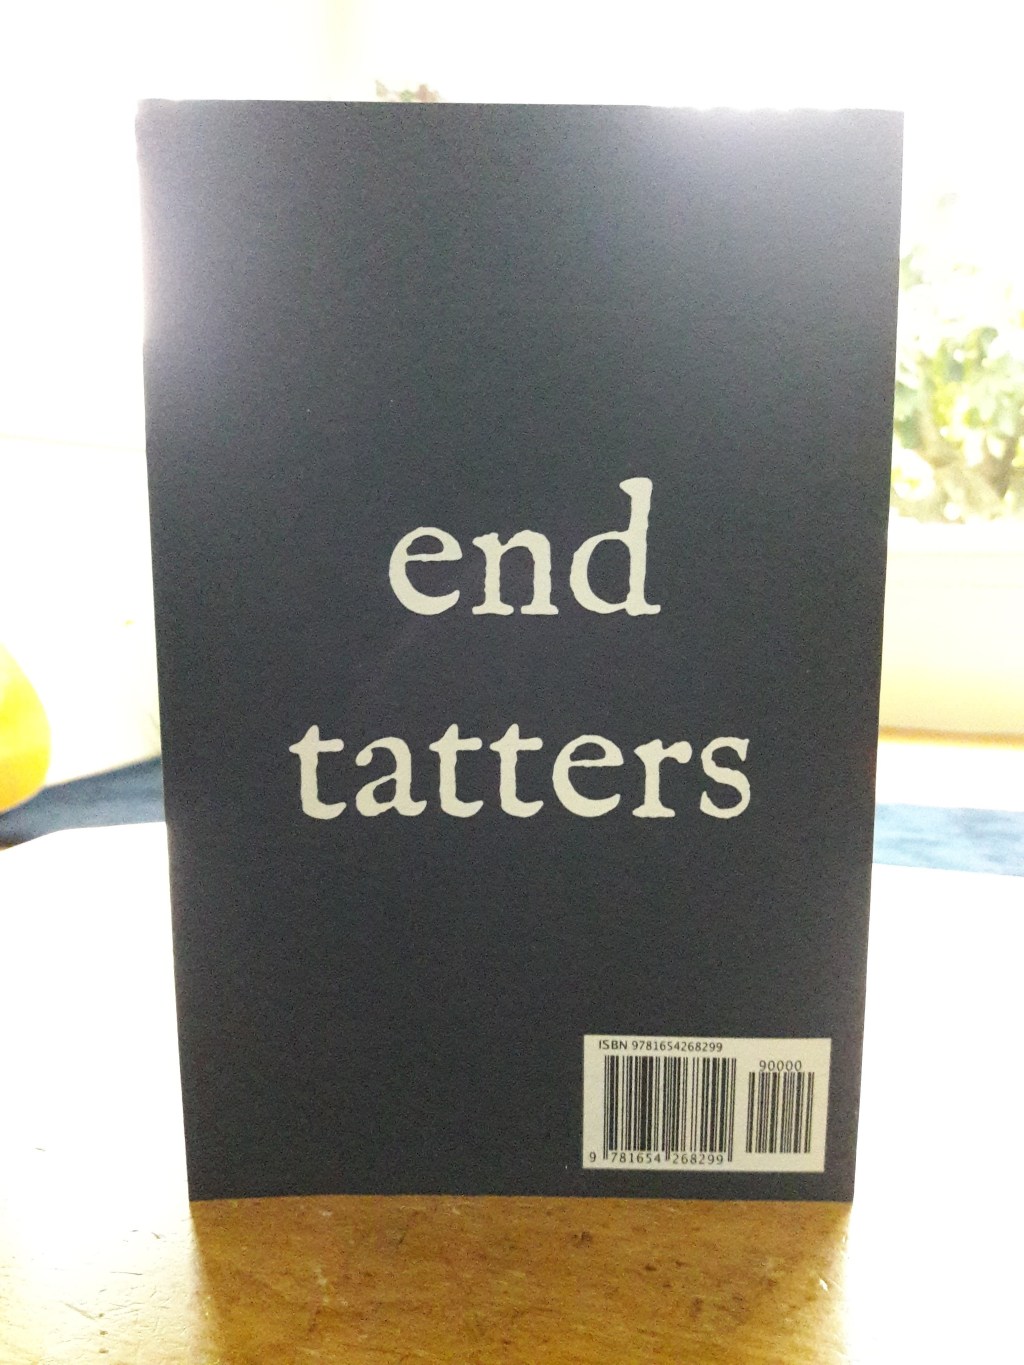 end
tatters
ISBN 9781654268299
90000
9 781654 268299